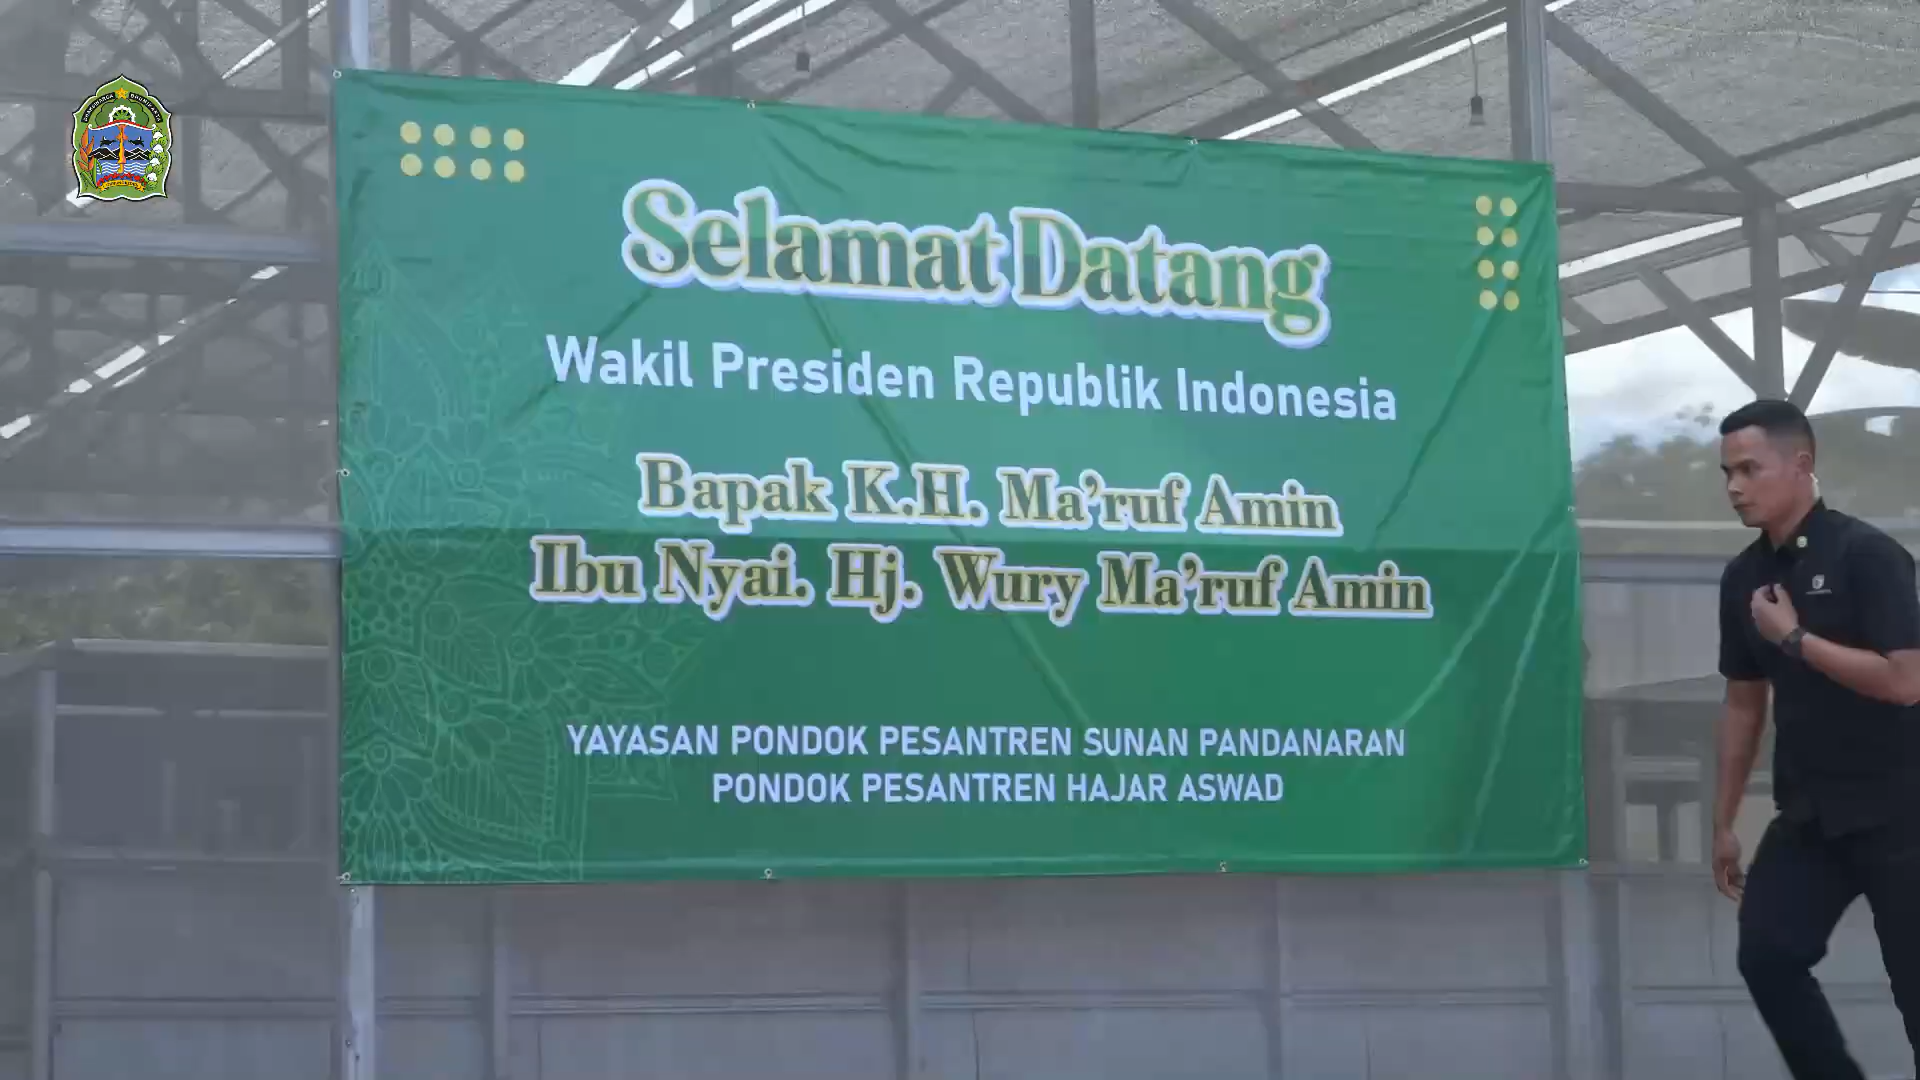 Selamat Datang
Wakil Presiden Republik Indonesia
Bapak K.H. Ma'ruf Amin
Ibu Nyai. Hj. Wury Ma'ruf Amin
YAYASAN PONDOK PESANTREN SUNAN PANDANARAN
PONDOK PESANTREN HAJAR ASWAD